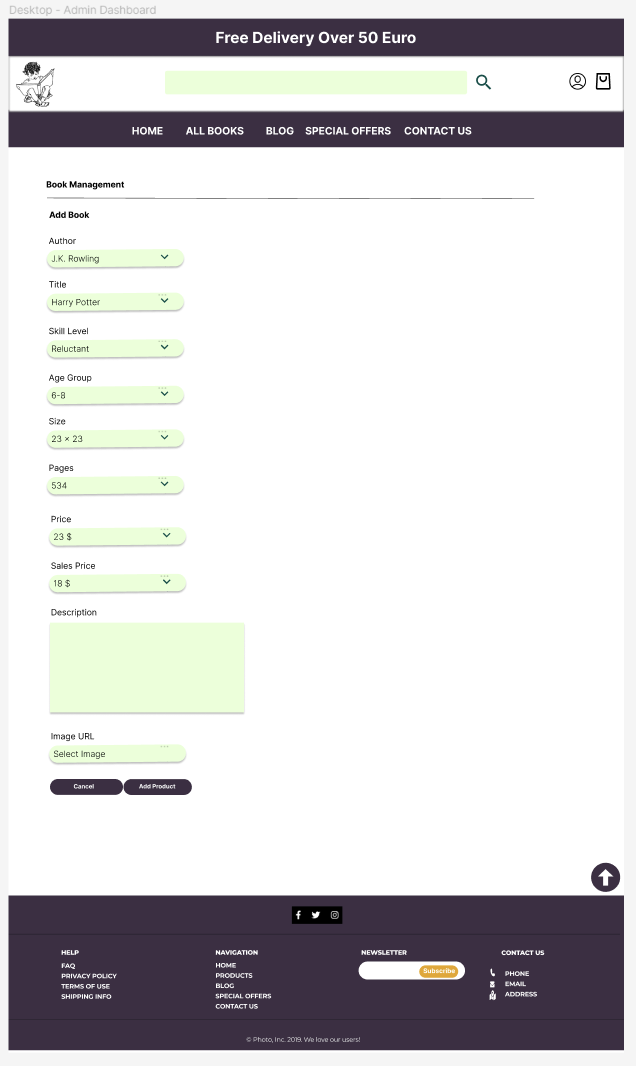 Desktop - Admin Dashboard
Free Delivery Over 50 Euro
HOME ALL BOOKS BLOG SPECIAL OFFERS CONTACT US
Book Management
Add Book
Author
J.K. Rowling
Title
Harry Potter
Skill Level
Reluctant
Age Group
6-8
Size
23 × 23
Pages
534
Price
23 $
Sales Price
18 $
Description
Image URL
Select Image
Cancel Add Product
HELP
FAQ
PRIVACY POLICY
TERMS OF USE
SHIPPING INFO
NAVIGATION
HOME
PRODUCTS
BLOG
SPECIAL OFFERS
CONTACT US
NEWSLETTER
Subscribe
CONTACT US
PHONE
EMAIL
ADDRESS
© Photo, Inc. 2019. We love our users!